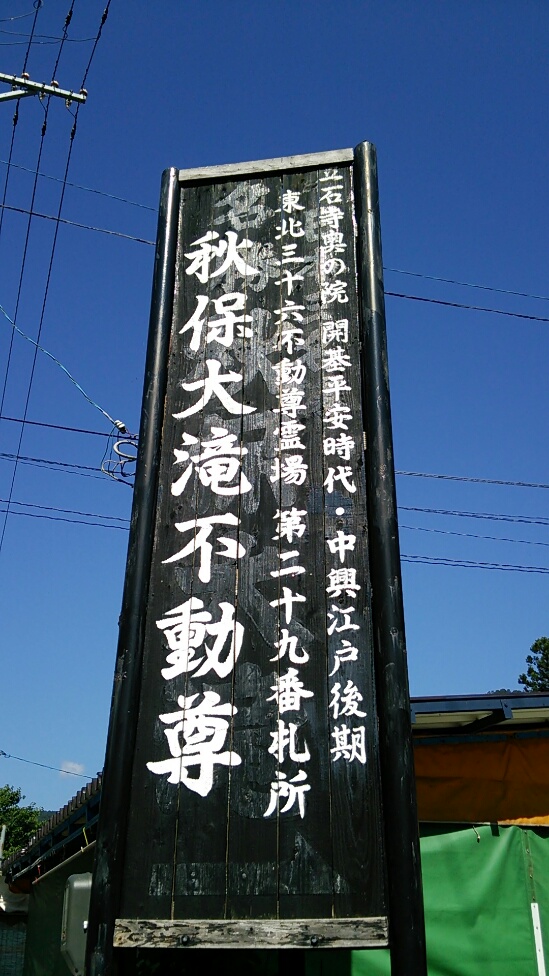 立石寺奥の院 開基平安時代・中興江戸後期
東北三十六不動尊霊場 第二十九番札所
秋保大滝不動尊